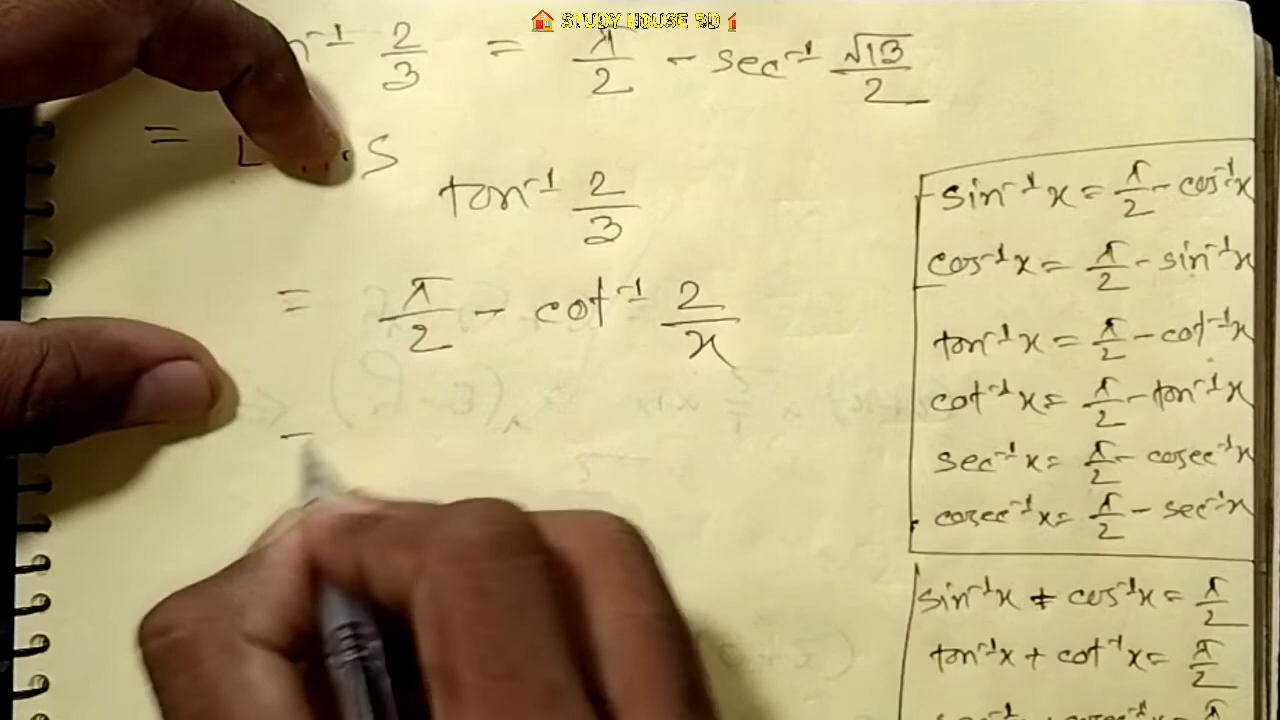 STUDY HOUSE BD
n⁻¹ 2/3 = π/2 - sec⁻¹ √13/2
= L S
tan⁻¹ 2/3
= π/2 - cot⁻¹ 2/x
sin⁻¹x = π/2 - cos⁻¹x
cos⁻¹x = π/2 - sin⁻¹x
tan⁻¹x = π/2 - cot⁻¹x
cot⁻¹x = π/2 - tan⁻¹x
sec⁻¹x = π/2 - cosec⁻¹x
cosec⁻¹x = π/2 - sec⁻¹x
sin⁻¹x + cos⁻¹x = π/2
tan⁻¹x + cot⁻¹x = π/2